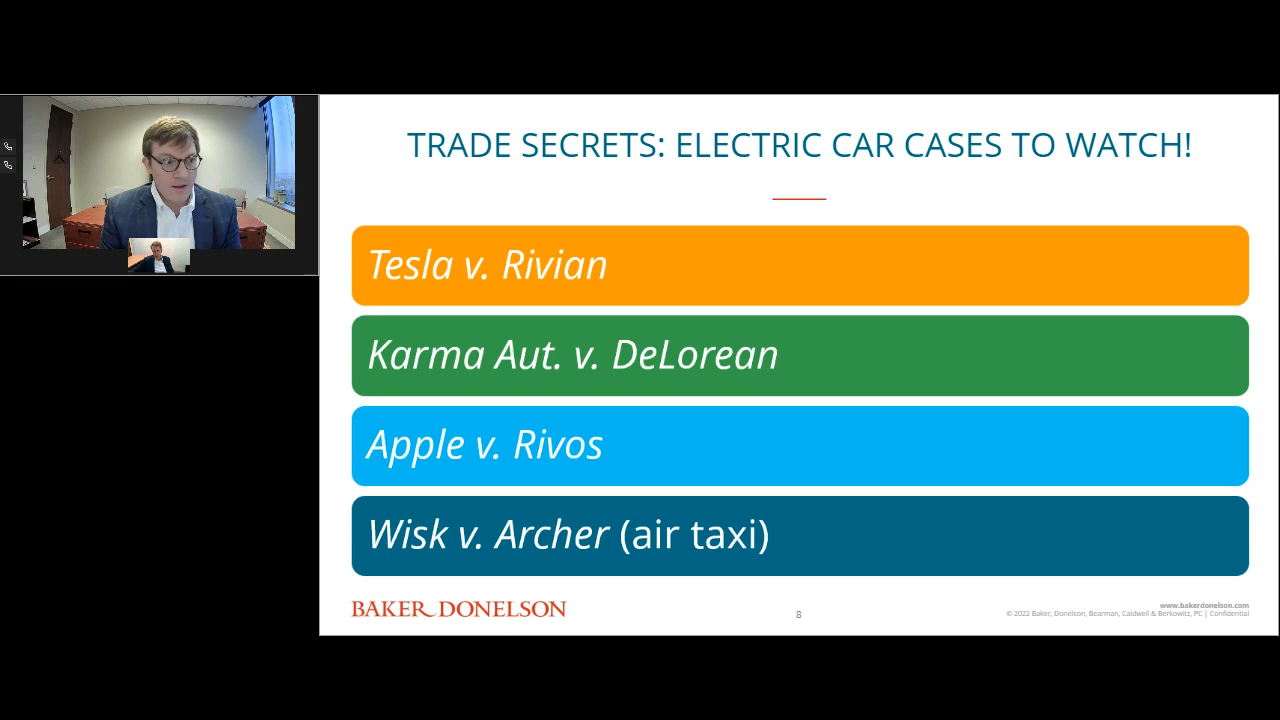 TRADE SECRETS: ELECTRIC CAR CASES TO WATCH!
Tesla v. Rivian
Karma Aut. v. DeLorean
Apple v. Rivos
Wisk v. Archer (air taxi)
BAKER DONELSON
8
www.bakerdonelson.com
© 2022 Baker, Donelson, Bearman, Caldwell & Berkowitz, PC | Confidential